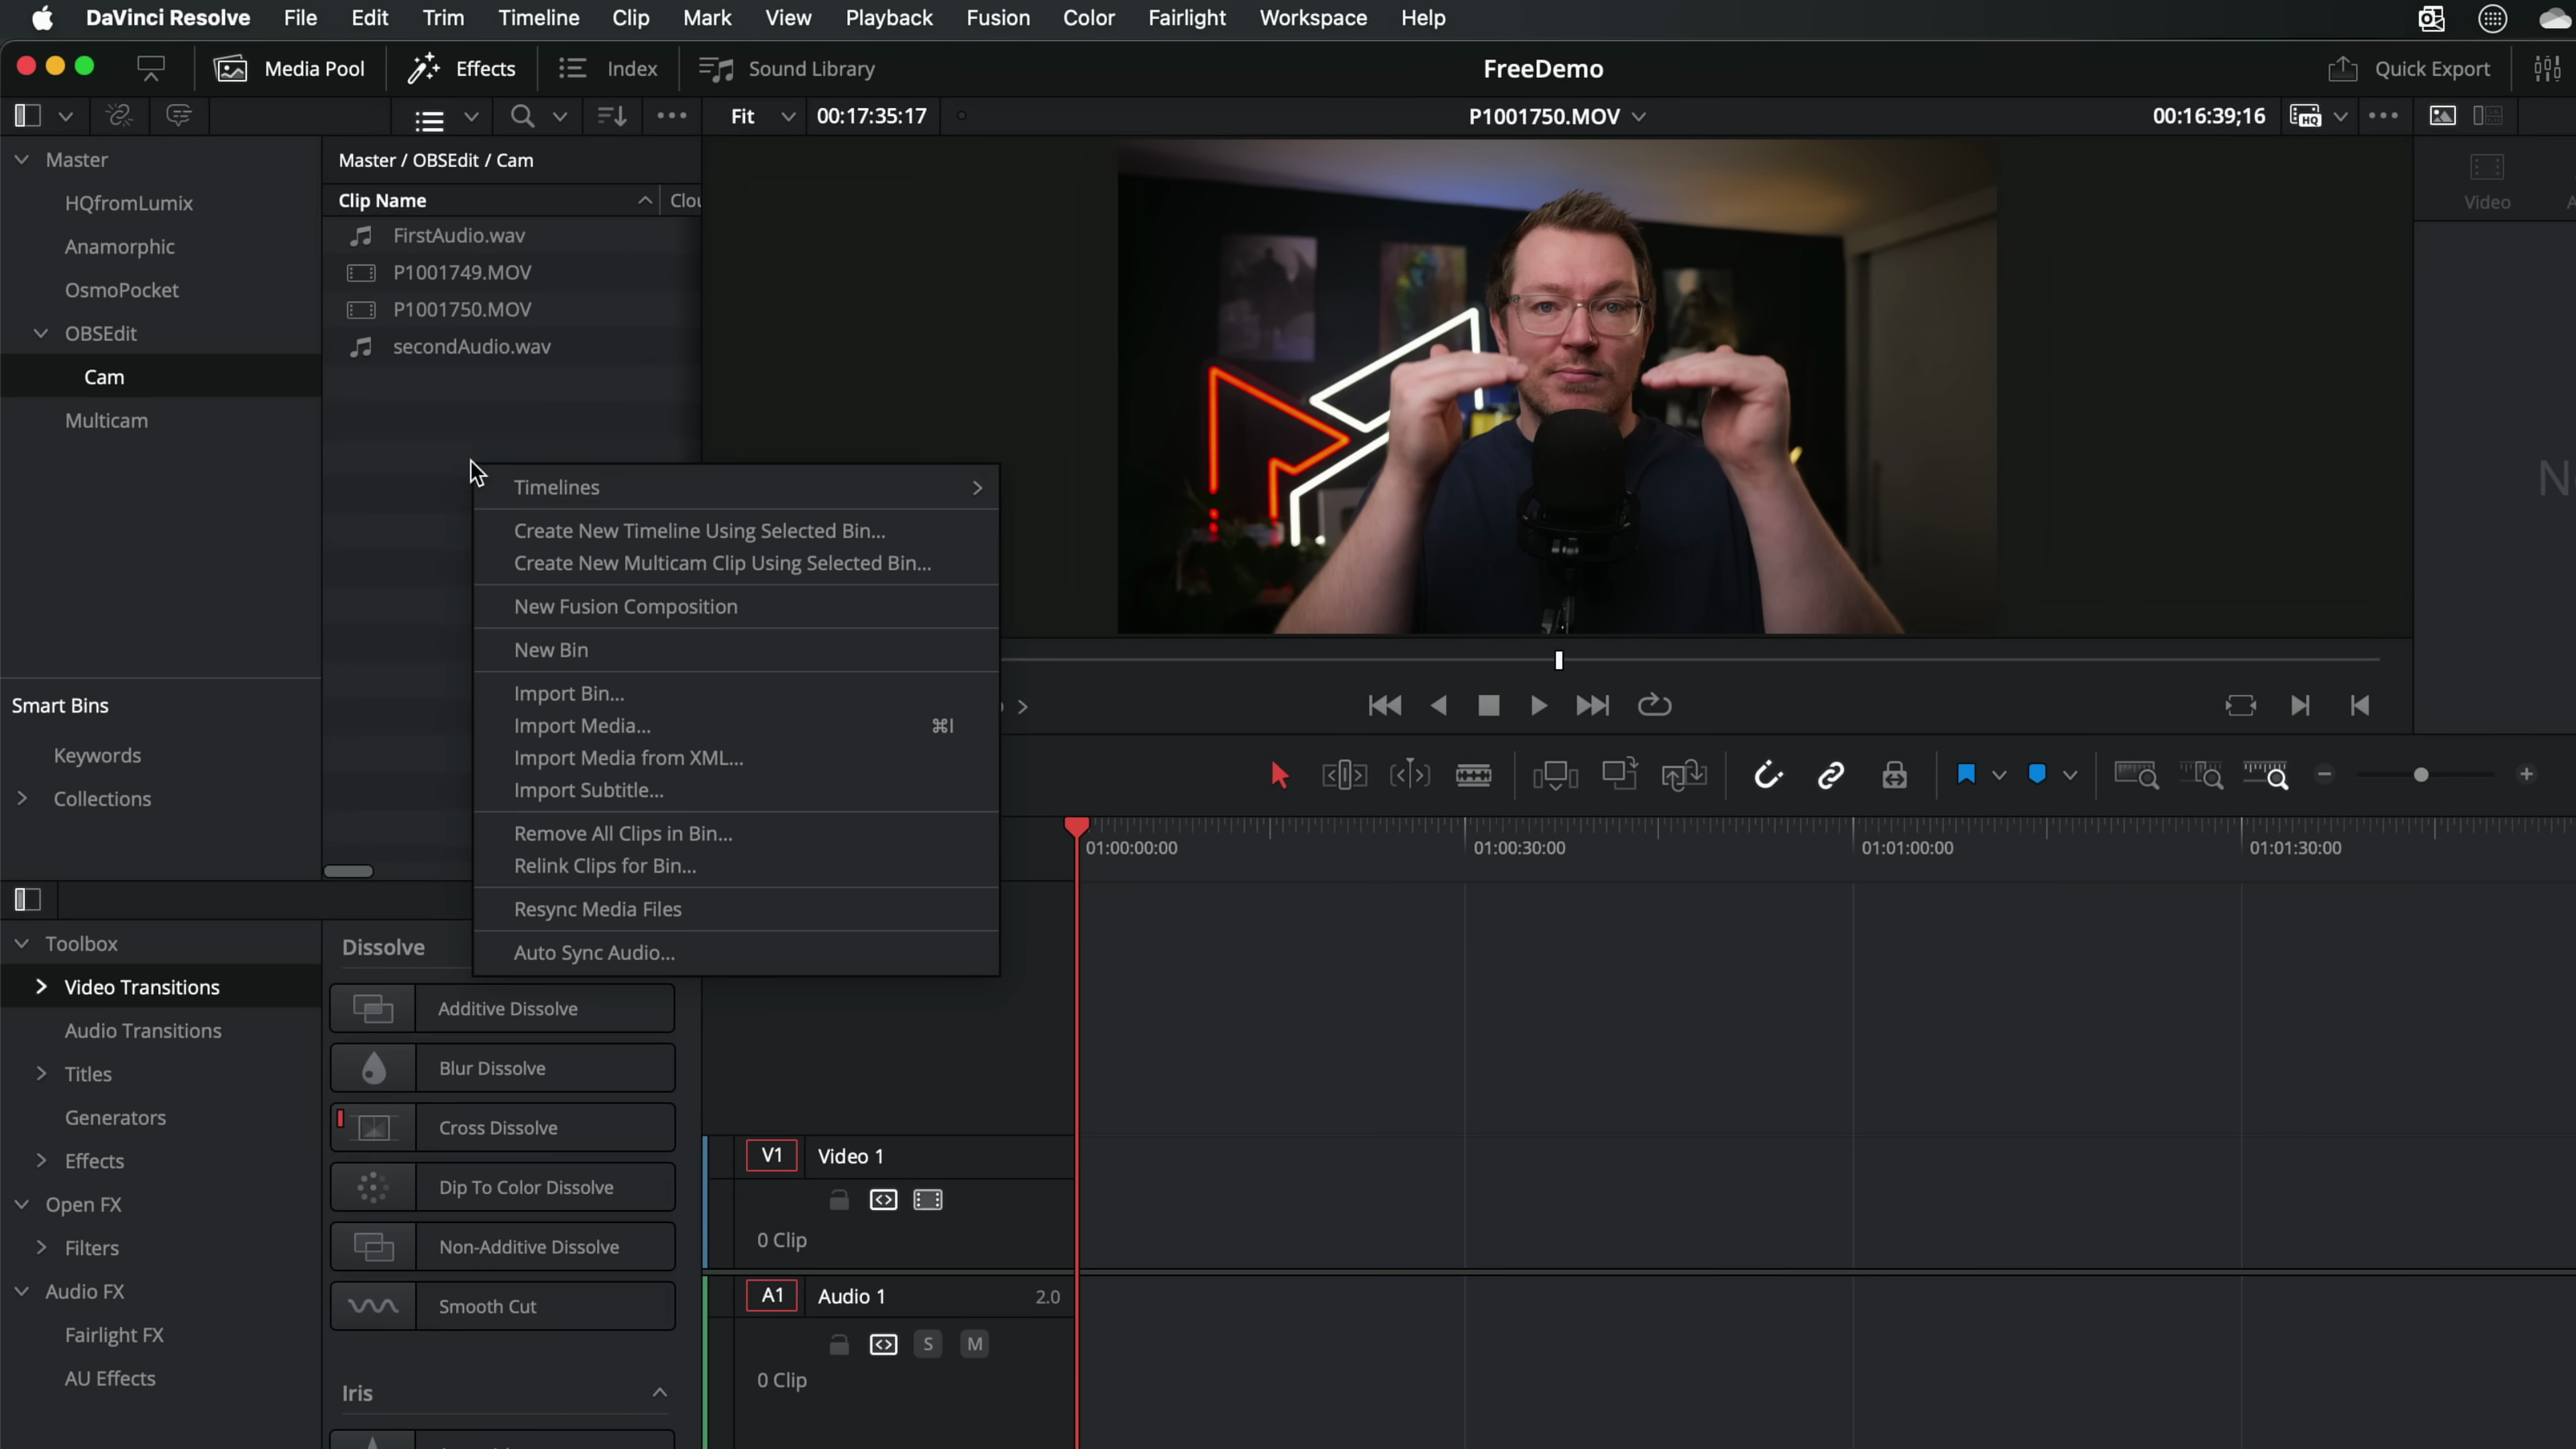 DaVinci Resolve File Edit Trim Timeline Clip Mark View Playback Fusion Color Fairlight Workspace Help
Media Pool Effects Index Sound Library FreeDemo Quick Export
Fit 00:17:35:17 P1001750.MOV 00:16:39;16 HQ
Master
HQfromLumix
Anamorphic
OsmoPocket
OBSEdit
Cam
Multicam
Master / OBSEdit / Cam
Clip Name Clou
FirstAudio.wav
P1001749.MOV
P1001750.MOV
secondAudio.wav
Video
Timelines
Create New Timeline Using Selected Bin...
Create New Multicam Clip Using Selected Bin...
New Fusion Composition
New Bin
Import Bin...
Import Media... ⌘I
Import Media from XML...
Import Subtitle...
Remove All Clips in Bin...
Relink Clips for Bin...
Resync Media Files
Auto Sync Audio...
Smart Bins
Keywords
Collections
01:00:00:00 01:00:30:00 01:01:00:00 01:01:30:00
Toolbox
Video Transitions
Audio Transitions
Titles
Generators
Effects
Open FX
Filters
Audio FX
Fairlight FX
AU Effects
Dissolve
Additive Dissolve
Blur Dissolve
Cross Dissolve
Dip To Color Dissolve
Non-Additive Dissolve
Smooth Cut
Iris
V1 Video 1
0 Clip
A1 Audio 1 2.0
S M
0 Clip